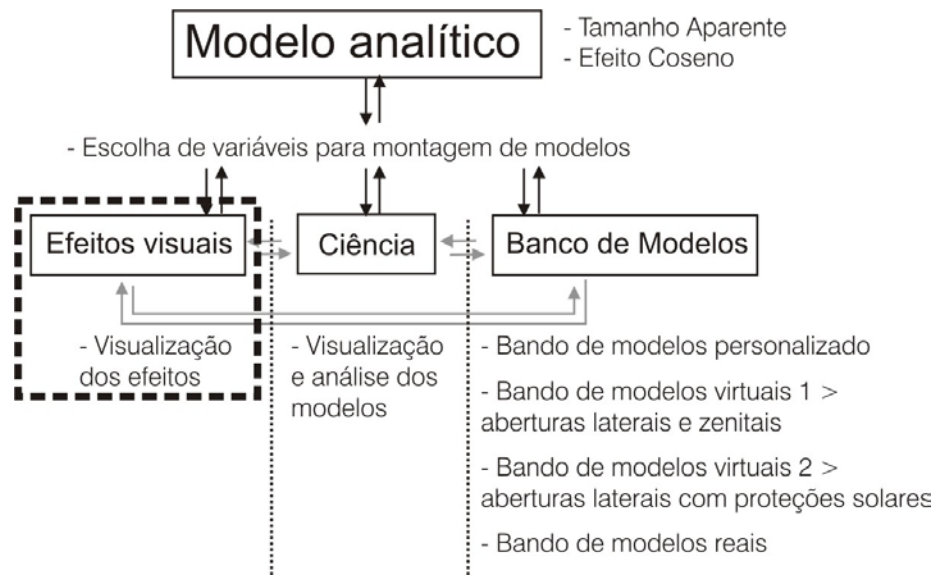 Modelo analítico
- Tamanho Aparente
- Efeito Coseno
- Escolha de variáveis para montagem de modelos
Efeitos visuais
Ciência
Banco de Modelos
- Visualização
dos efeitos
- Visualização
e análise dos
modelos
- Bando de modelos personalizado
- Bando de modelos virtuais 1 >
aberturas laterais e zenitais
- Bando de modelos virtuais 2 >
aberturas laterais com proteções solares
- Bando de modelos reais